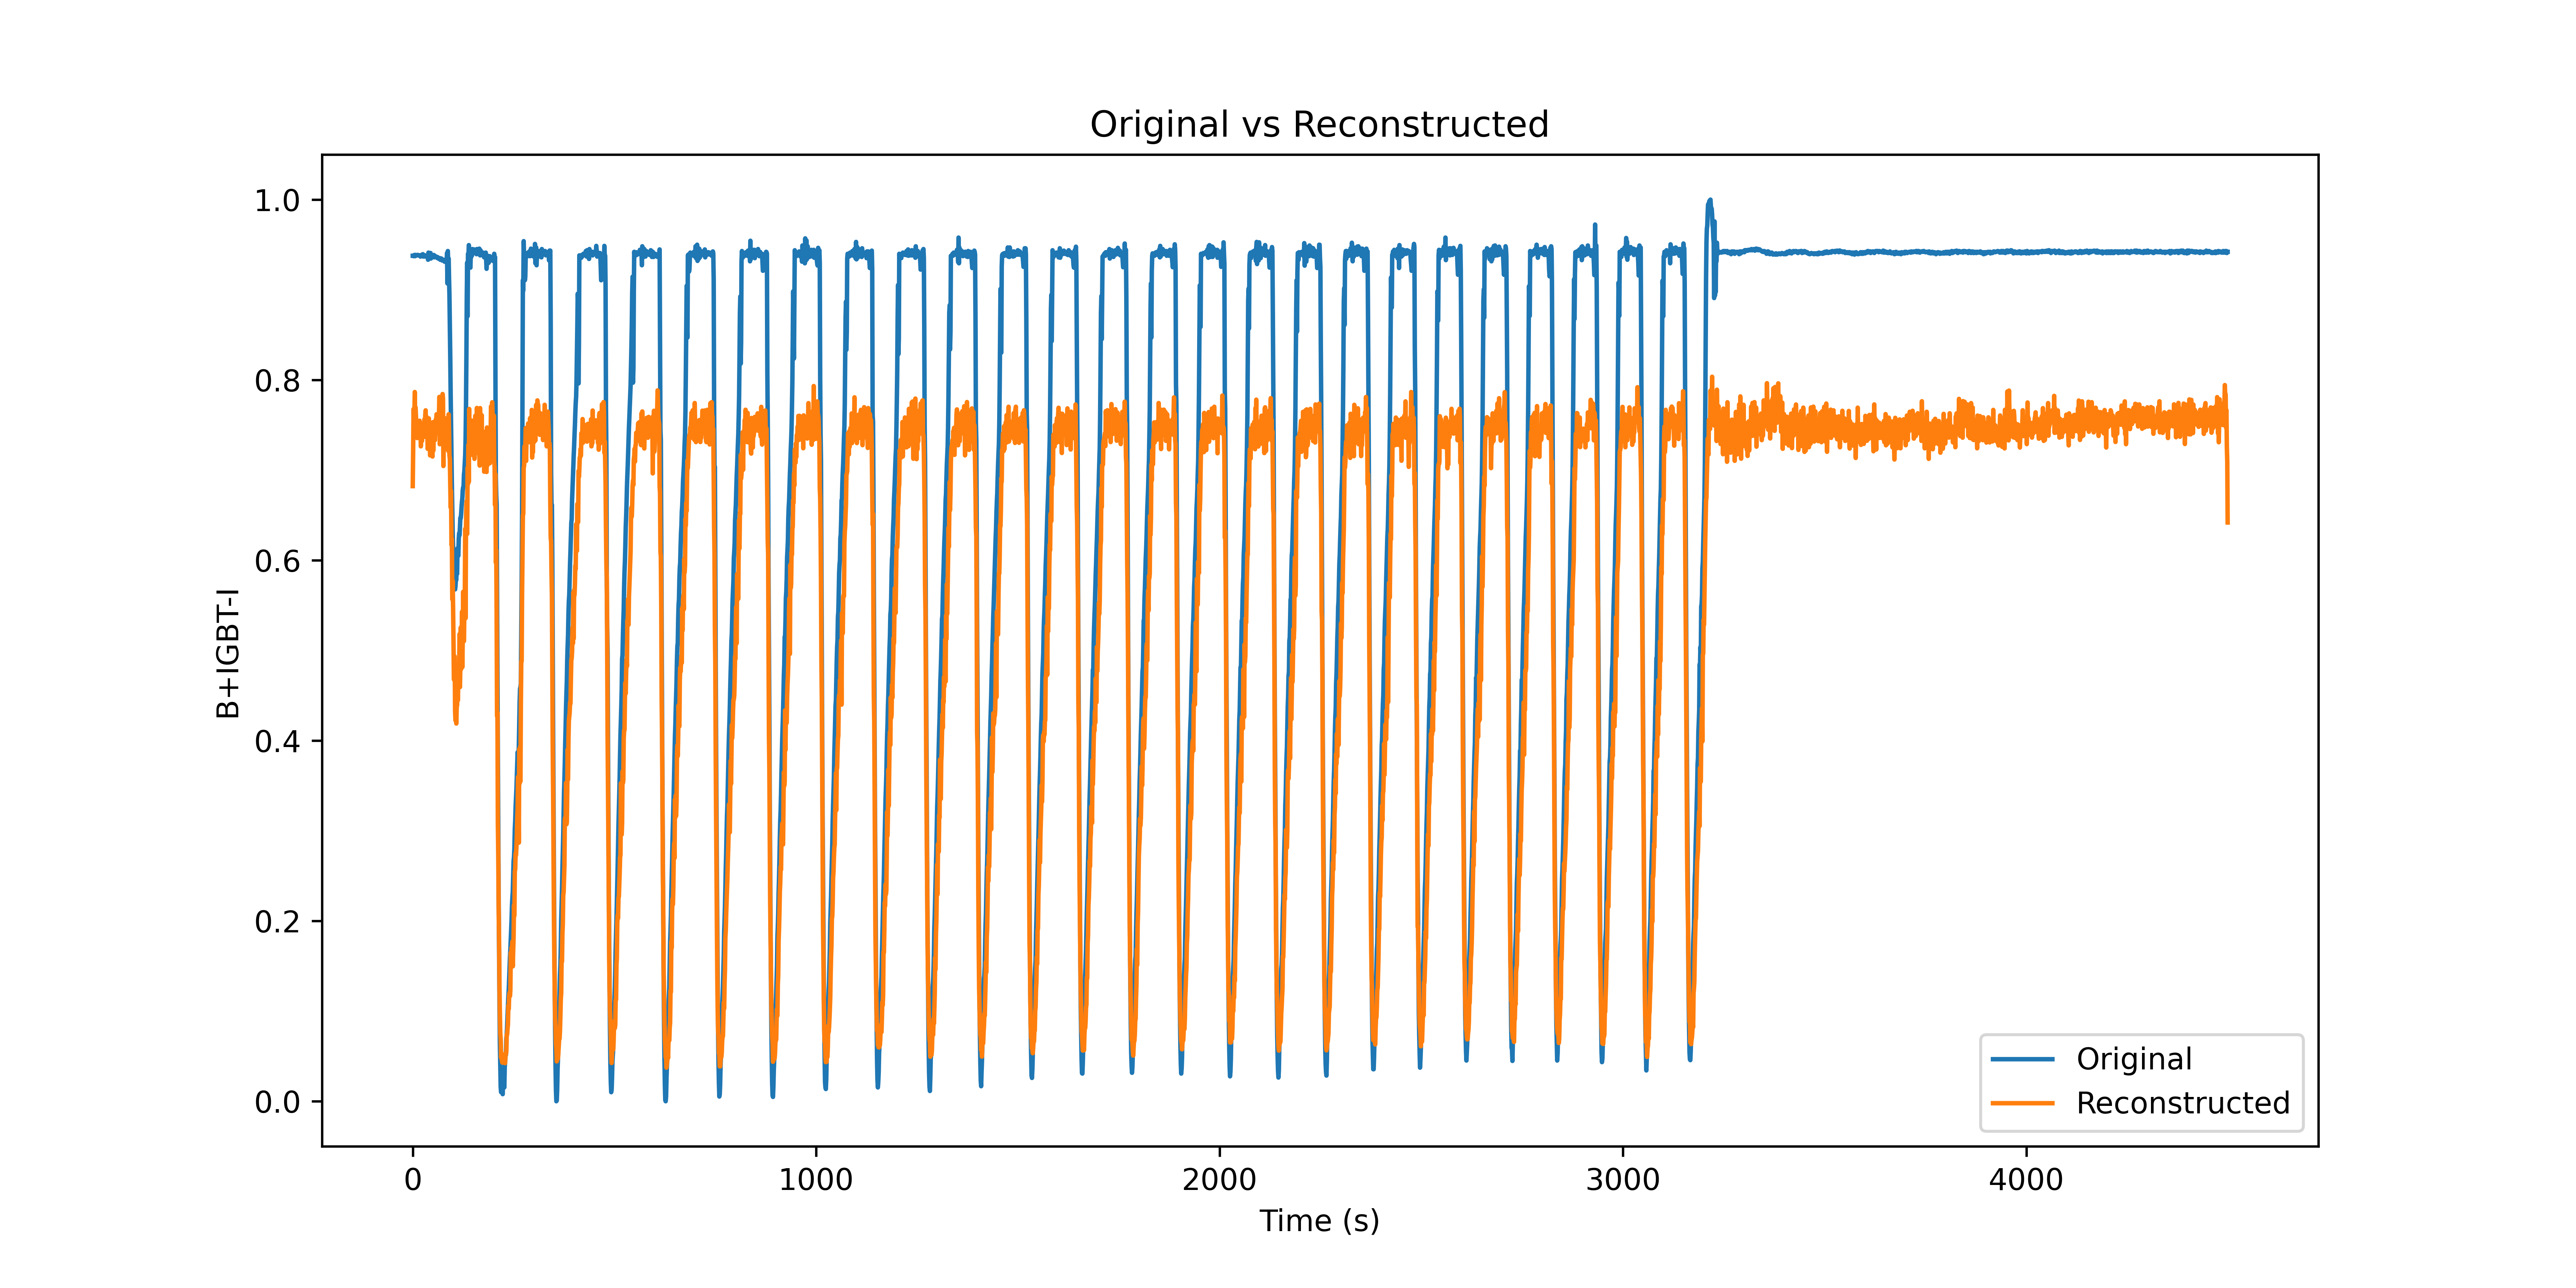 Original vs Reconstructed
1.0
0.8
0.6
0.4
0.2
0.0
B+IGBT-I
0 1000 2000 3000 4000
Time (s)
Original
Reconstructed